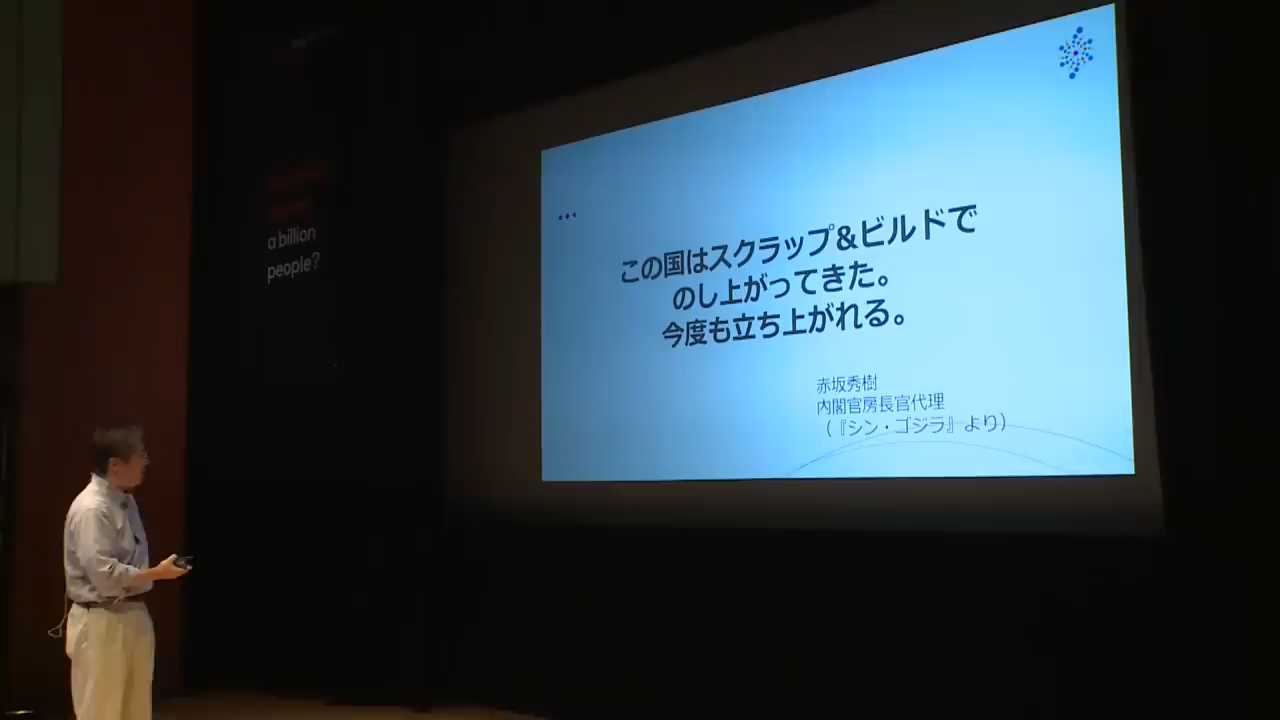 a billion
people?
•••
この国はスクラップ&ビルドで
のし上がってきた。
今度も立ち上がれる。
赤坂秀樹
内閣官房長官代理
（『シン・ゴジラ』より）